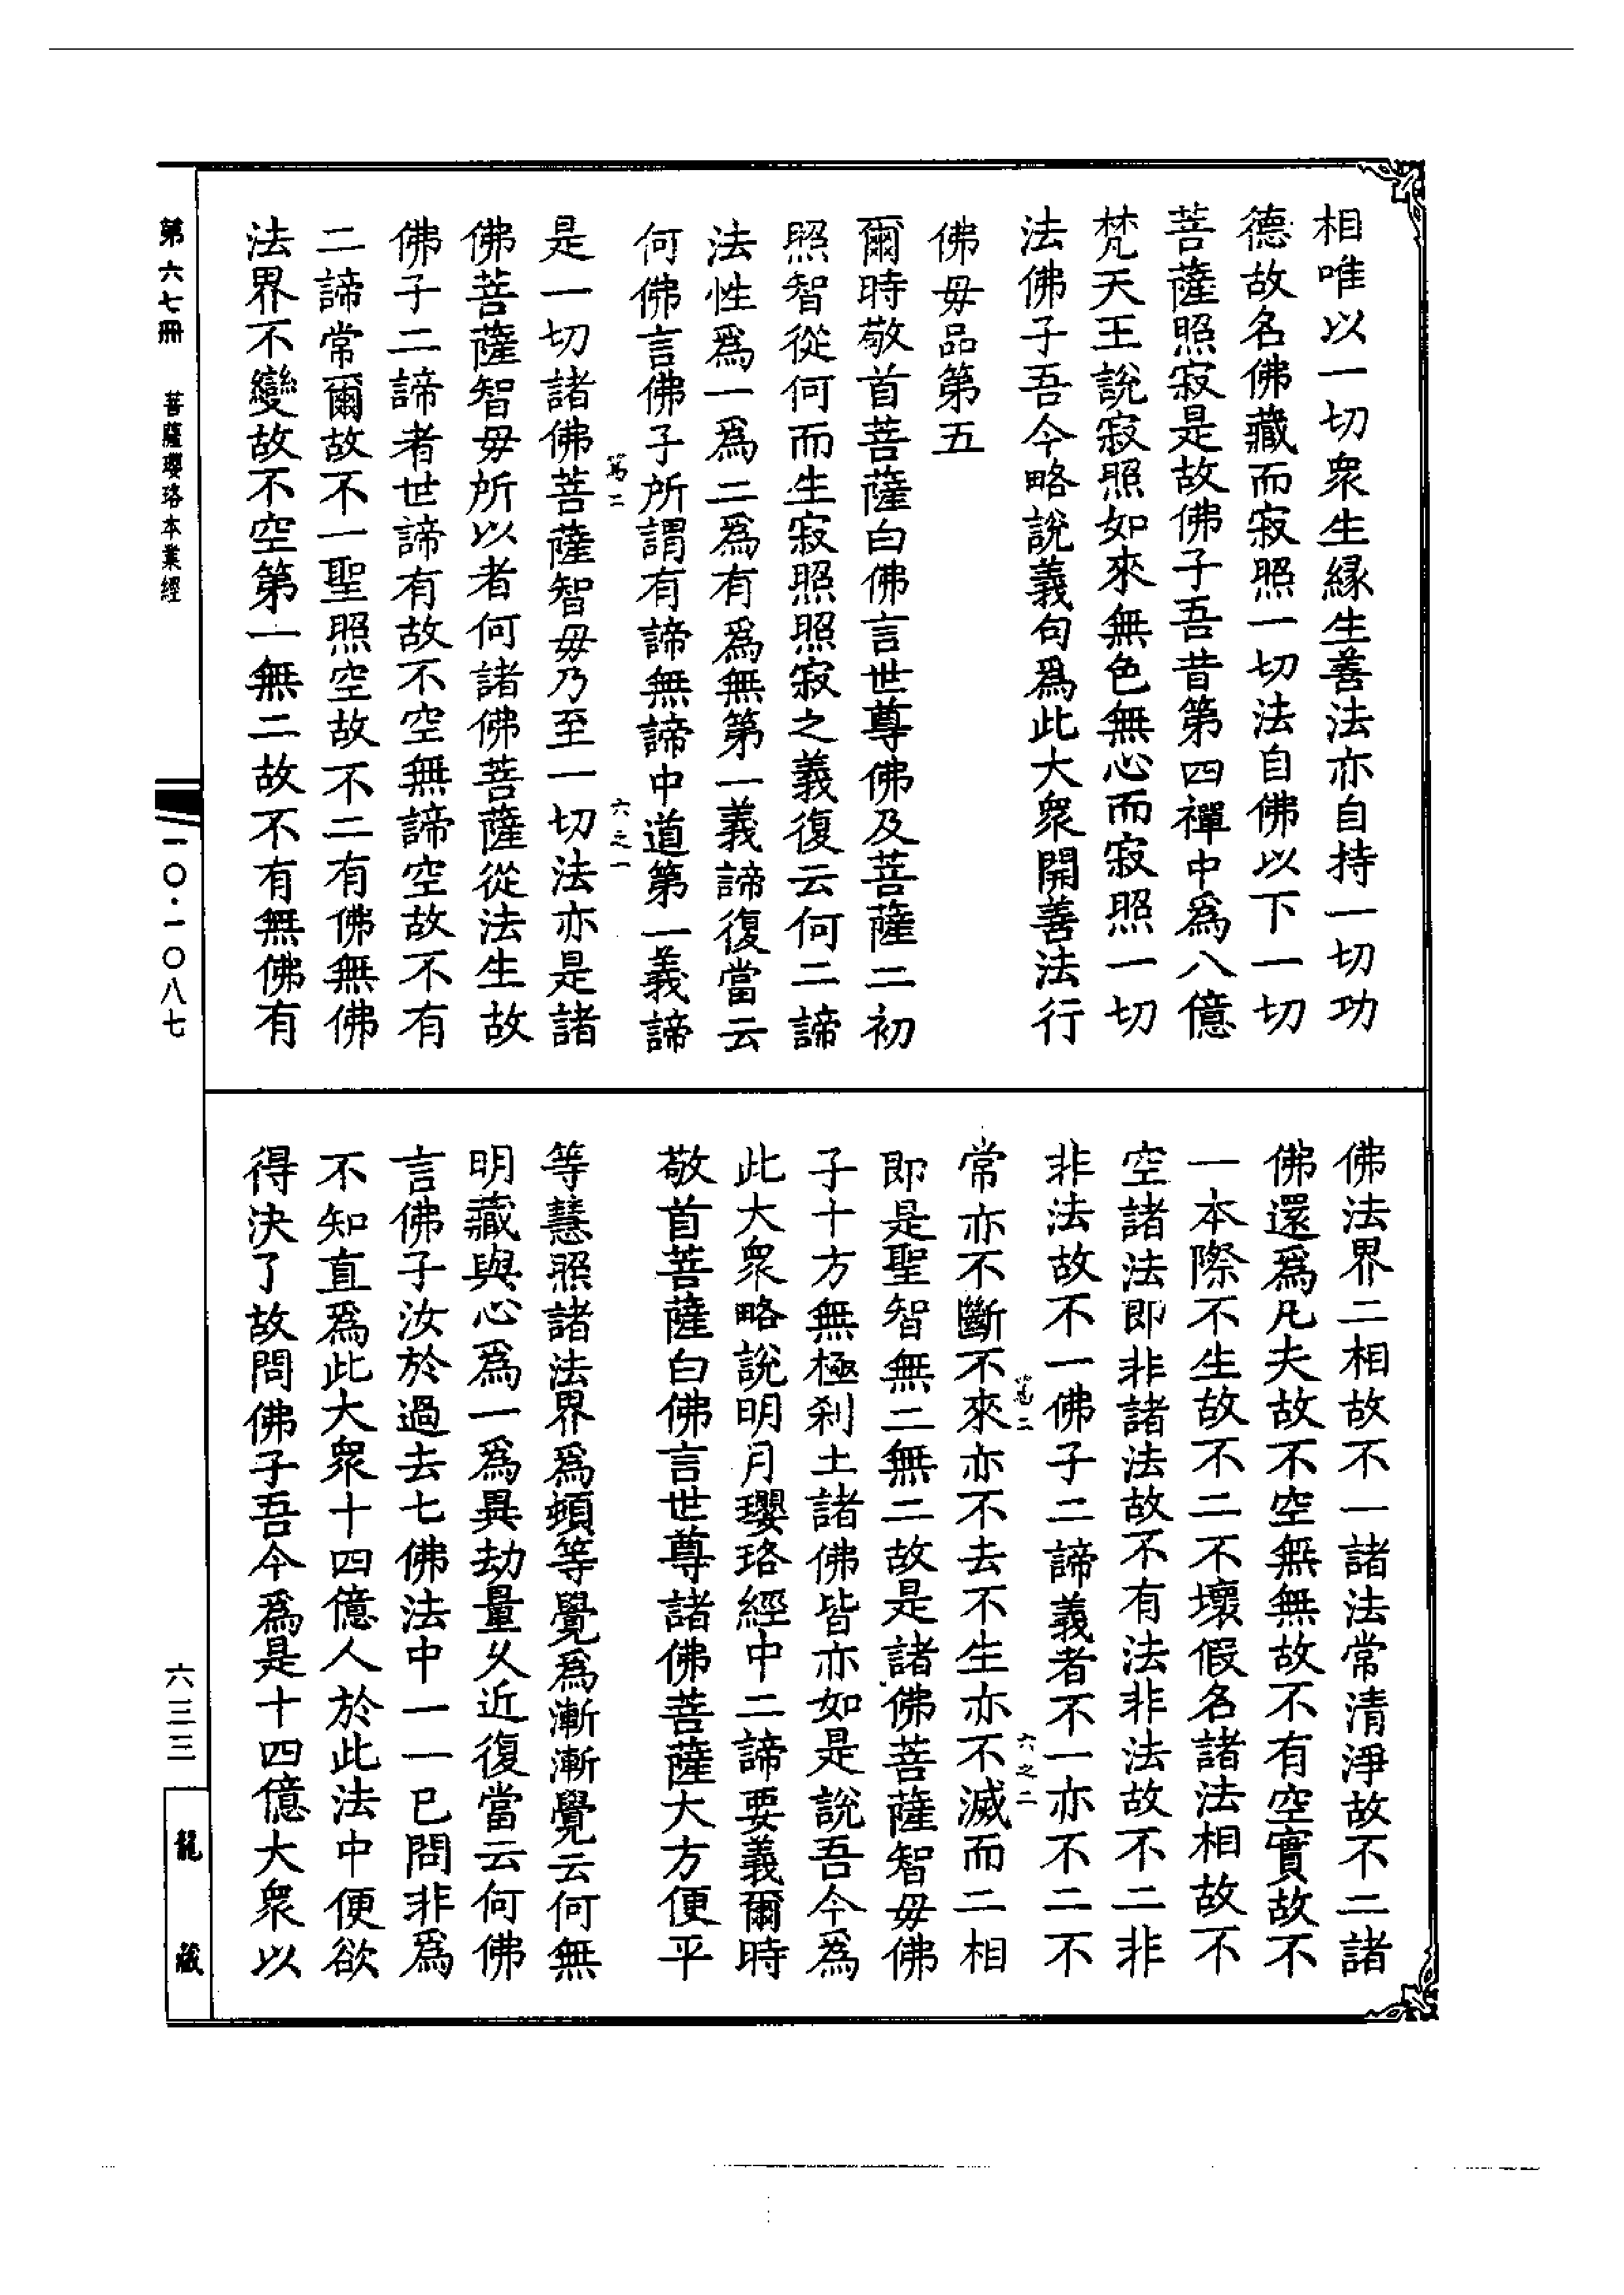 相唯以一切衆生縁生善法亦自持一切功
德故名佛藏而寂照一切法自佛以下一切
菩薩照寂是故佛子吾昔第四禪中爲八億
梵天王說寂照如來無色無心而寂照一切
法佛子吾今略說義句爲此大衆開善法行
佛毋品第五
爾時敬首菩薩白佛言世尊佛及菩薩二初
照智從何而生寂照照寂之義復云何二諦
法性爲一爲二爲有爲無第一義諦復當云
何佛言佛子所謂有諦無諦中道第一義諦
篤二
六之一
是一切諸佛菩薩智毋乃至一切法亦是諸
佛菩薩智毋所以者何諸佛菩薩從法生故
佛子二諦者世諦有故不空無諦空故不有
二諦常爾故不一聖照空故不二有佛無佛
法界不變故不空第一無二故不有無佛有
佛法界二相故不一諸法常清淨故不二諸
佛還爲凡夫故不空無無故不有空實故不
一本際不生故不二不壞假名諸法相故不
空諸法即非諸法故不有法非法故不二非
非法故不一佛子二諦義者不一亦不二不
篤二
六之二
常亦不斷不來亦不去不生亦不滅而二相
即是聖智無二無二故是諸佛菩薩智毋佛
子十方無極刹土諸佛皆亦如是說吾今爲
此大衆略說明月瓔珞經中二諦要義爾時
敬首菩薩白佛言世尊諸佛菩薩大方便平
等慧照諸法界爲頓等覺爲漸漸覺云何無
明藏與心爲一爲異劫量久近復當云何佛
言佛子汝於過去七佛法中一一已問非爲
不知直爲此大衆十四億人於此法中便欲
得決了故問佛子吾今爲是十四億大衆以
第六七冊
菩薩瓔珞本業經
一〇·一〇八七
六三三
龍藏